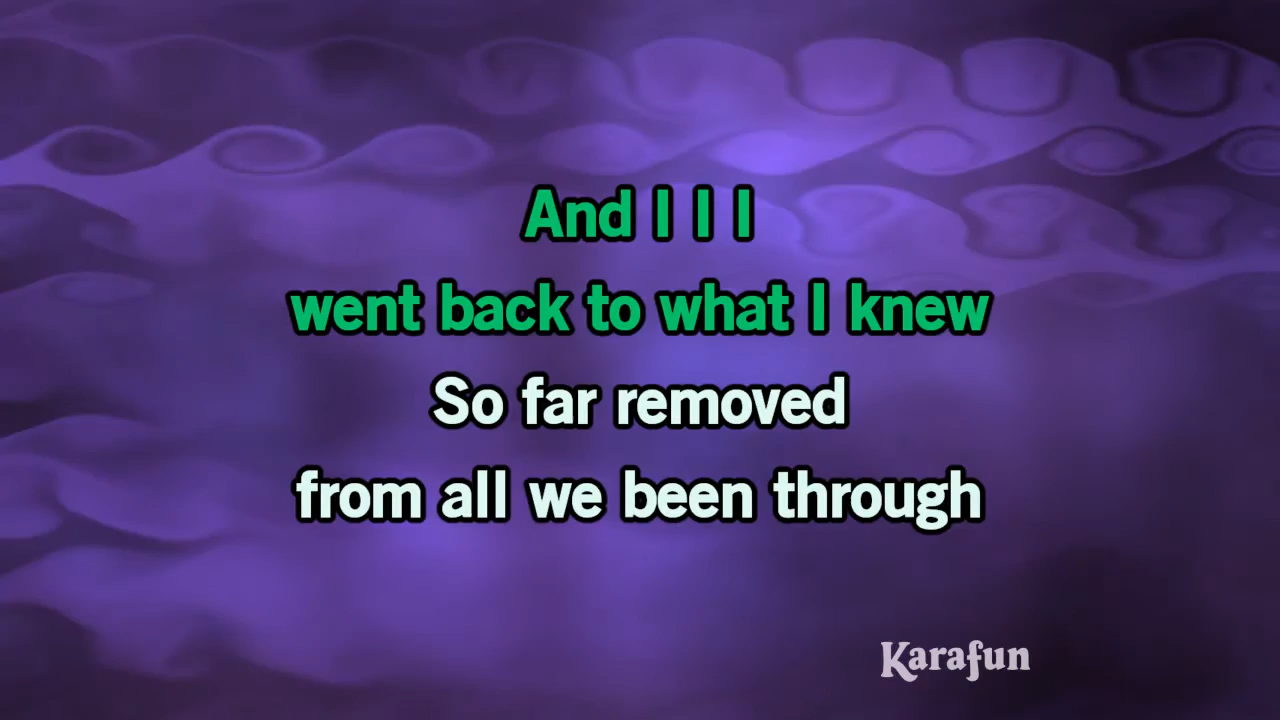 And I I I
went back to what I knew
So far removed
from all we been through
Karafun